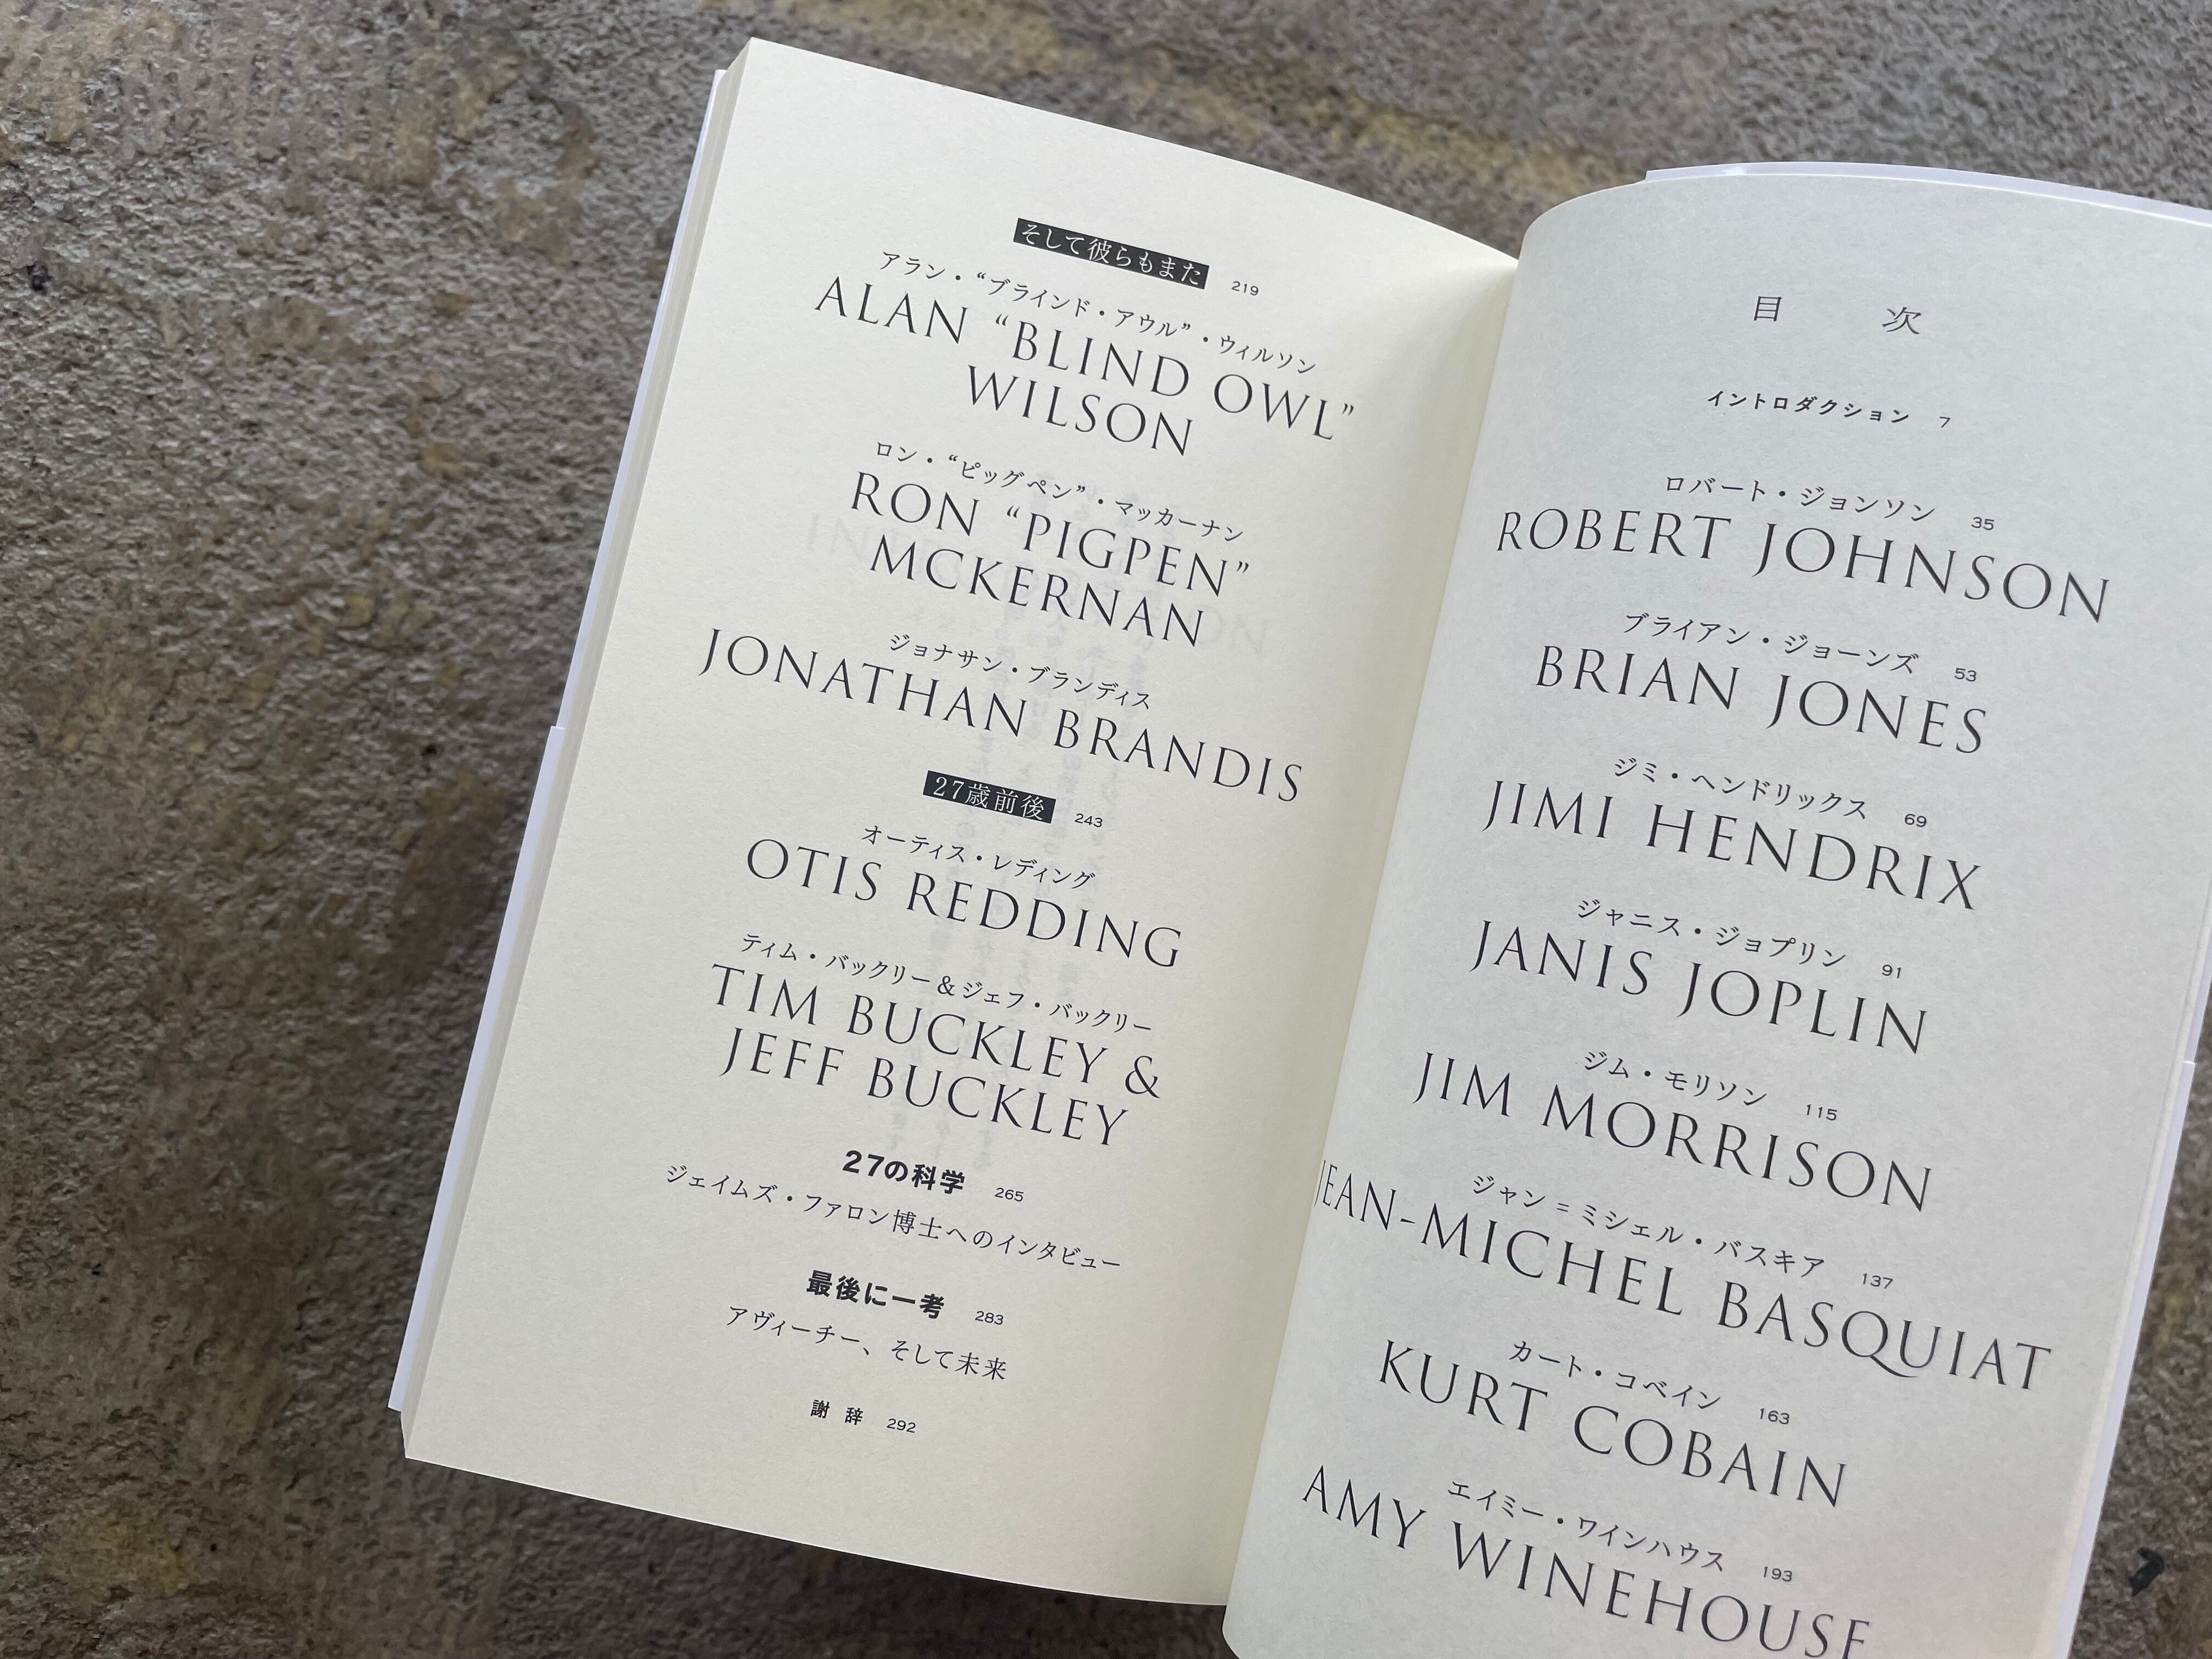 目 次
イントロダクション 7
ロバート・ジョンソン 35
ROBERT JOHNSON
ブライアン・ジョーンズ 53
BRIAN JONES
ジミ・ヘンドリックス 69
JIMI HENDRIX
ジャニス・ジョプリン 91
JANIS JOPLIN
ジム・モリソン 115
JIM MORRISON
ジャン=ミシェル・バスキア 137
JEAN-MICHEL BASQUIAT
カート・コベイン 163
KURT COBAIN
エイミー・ワインハウス 193
AMY WINEHOUSE
そして彼らもまた 219
アラン・“ブラインド・アウル”・ウィルソン
ALAN “BLIND OWL”
WILSON
ロン・“ピッグペン”・マッカーナン
RON “PIGPEN”
MCKERNAN
ジョナサン・ブランディス
JONATHAN BRANDIS
27歳前後 243
オーティス・レディング
OTIS REDDING
ティム・バックリー&ジェフ・バックリー
TIM BUCKLEY &
JEFF BUCKLEY
27の科学 265
ジェイムズ・ファロン博士へのインタビュー
最後に一考 283
アヴィーチー、そして未来
謝 辞 292